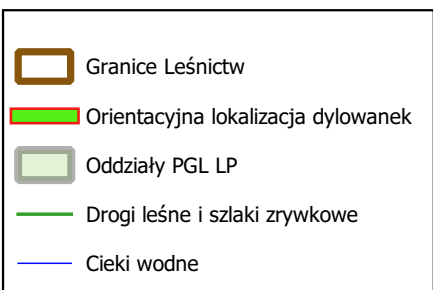 Granice Leśnictw
Orientacyjna lokalizacja dylowanek
Oddziały PGL LP
Drogi leśne i szlaki zrywkowe
Cieki wodne